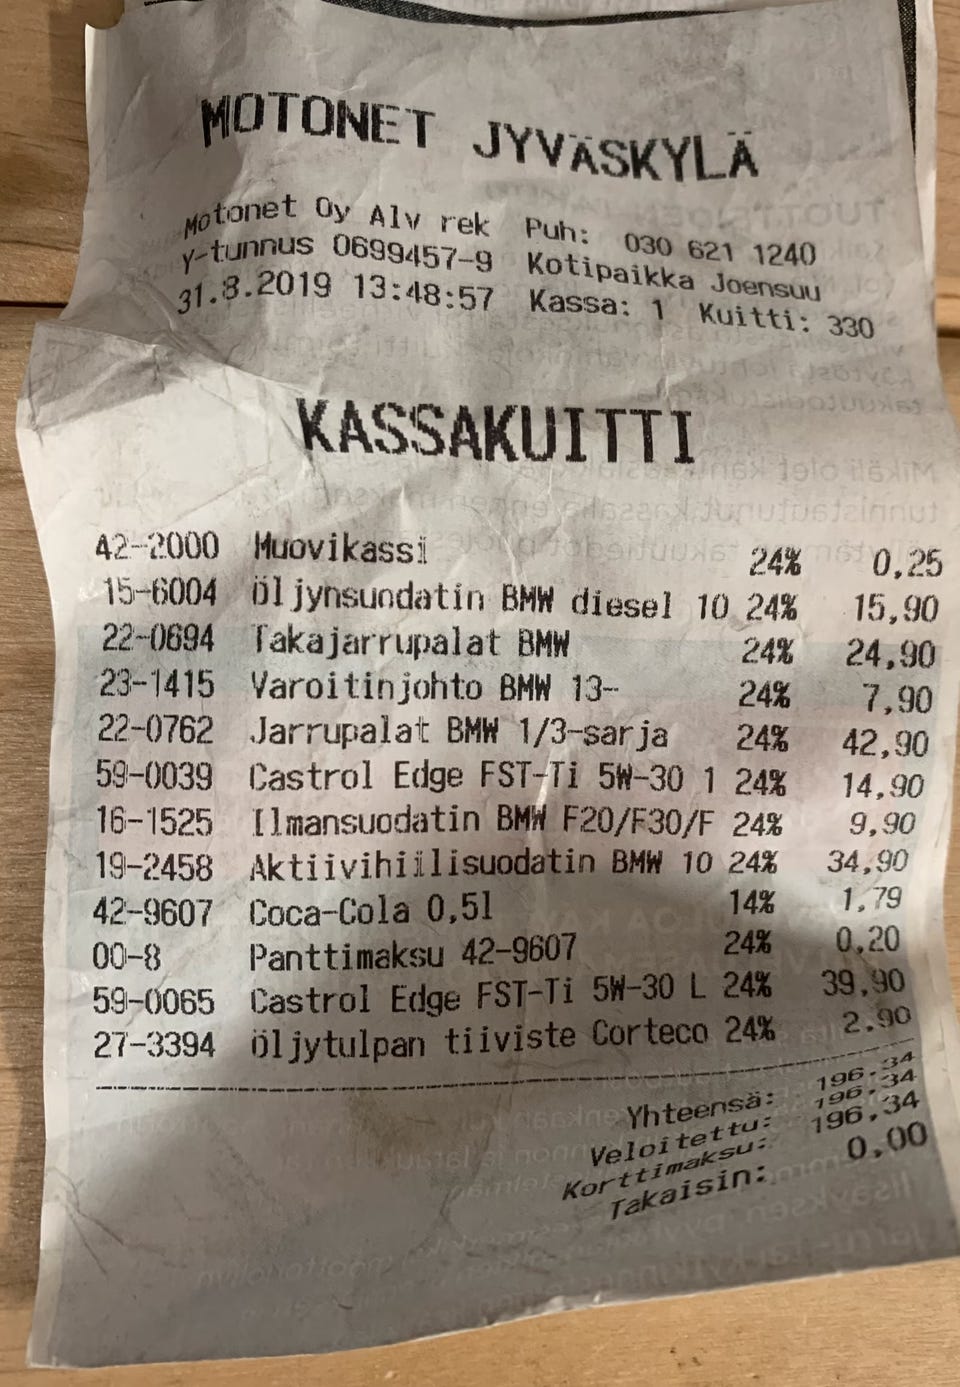 MOTONET JYVÄSKYLÄ
Motonet Oy Alv rek Puh: 030 621 1240
Y-tunnus 0699457-9 Kotipaikka Joensuu
31.8.2019 13:48:57 Kassa: 1 Kuitti: 330
KASSAKUITTI
42-2000 Muovikassi 24% 0,25
15-6004 Öljynsuodatin BMW diesel 10 24% 15,90
22-0694 Takajarrupalat BMW 24% 24,90
23-1415 Varoitinjohto BMW 13- 24% 7,90
22-0762 Jarrupalat BMW 1/3-sarja 24% 42,90
59-0039 Castrol Edge FST-Ti 5W-30 1 24% 14,90
16-1525 Ilmansuodatin BMW F20/F30/F 24% 9,90
19-2458 Aktiivihiilisuodatin BMW 10 24% 34,90
42-9607 Coca-Cola 0,5l 14% 1,79
00-8 Panttimaksu 42-9607 24% 0,20
59-0065 Castrol Edge FST-Ti 5W-30 L 24% 39,90
27-3394 Öljytulpan tiiviste Corteco 24% 2,90
Yhteensä: 196,34
Veloitettu: 196,34
Korttimaksu: 196,34
Takaisin: 0,00